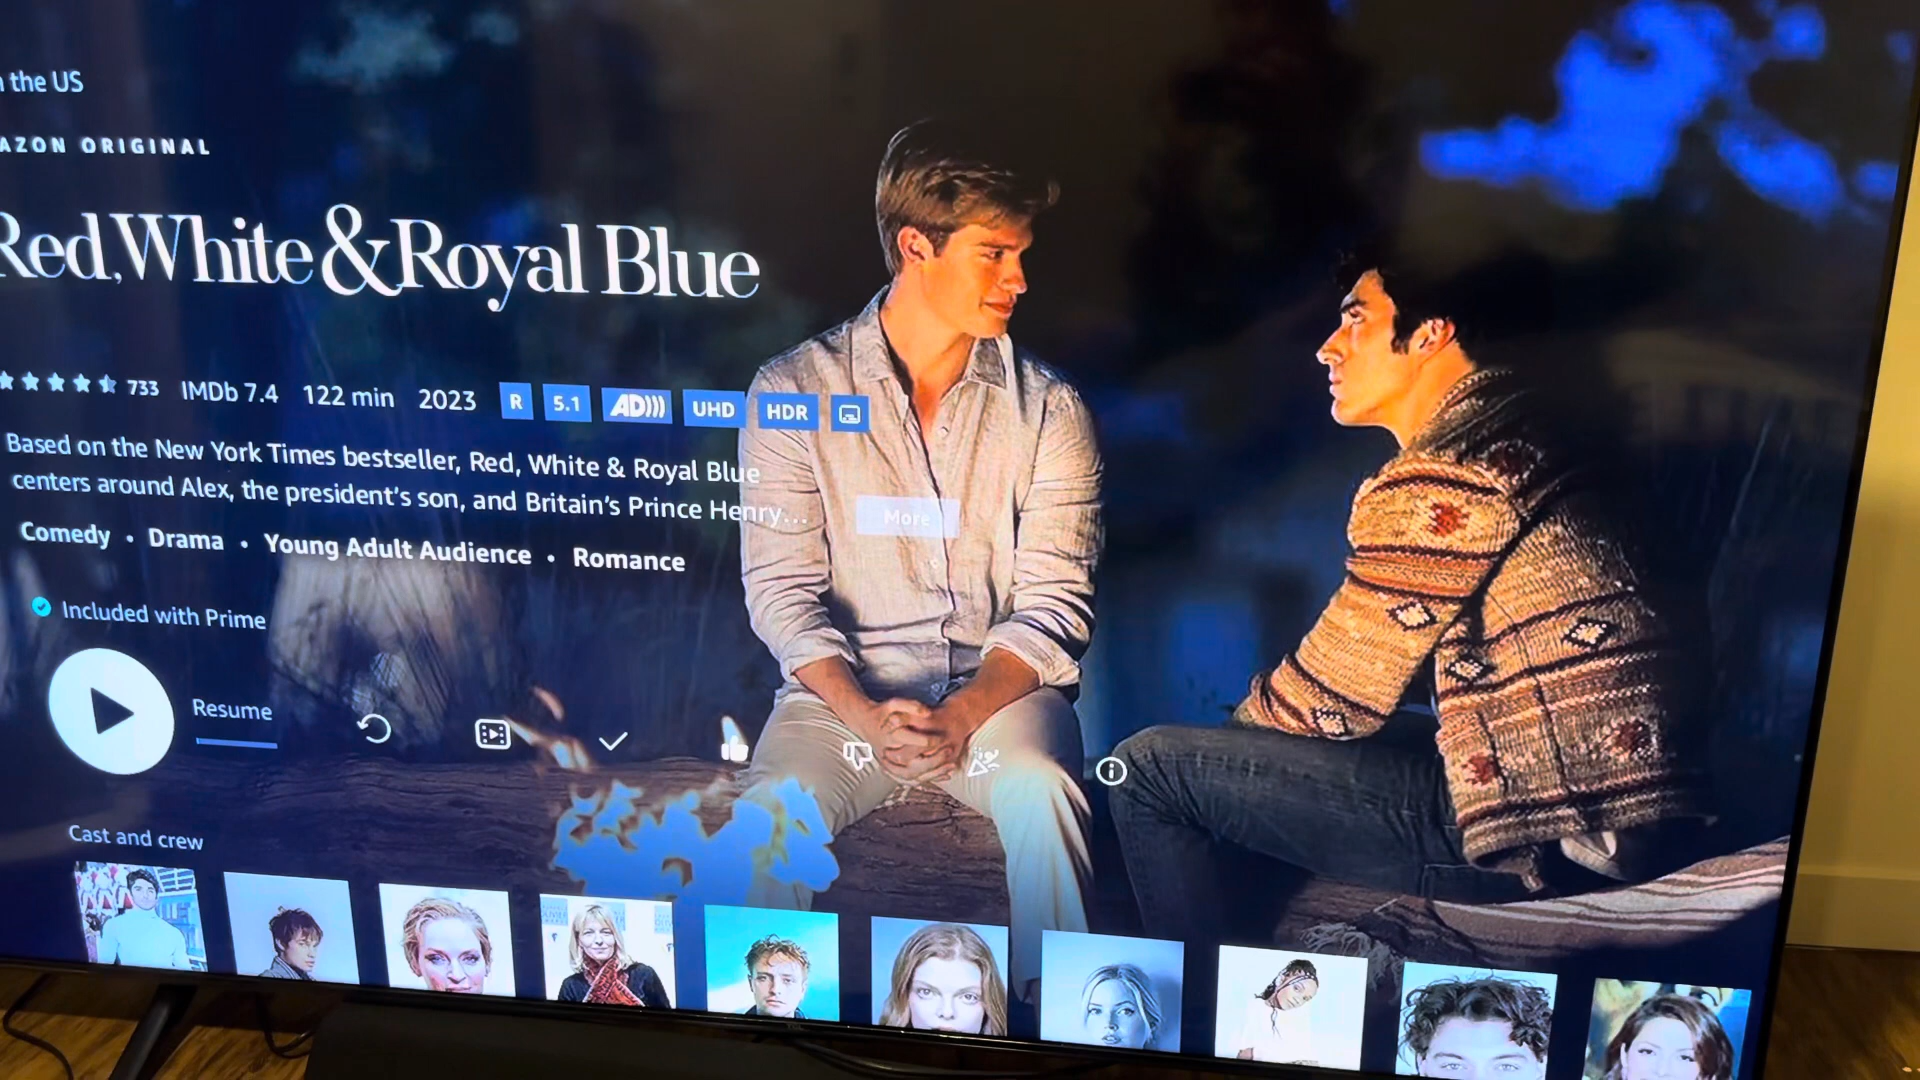 the US
AZON ORIGINAL
Red, White & Royal Blue
733 IMDb 7.4 122 min 2023 R 5.1 AD))) UHD HDR
Based on the New York Times bestseller, Red, White & Royal Blue
centers around Alex, the president's son, and Britain's Prince Henry... More
Comedy • Drama • Young Adult Audience • Romance
Included with Prime
Resume
Cast and crew